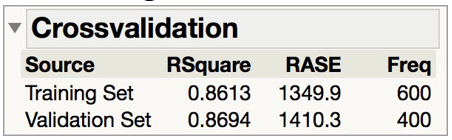 Crossvalidation
Source RSquare RASE Freq
Training Set 0.8613 1349.9 600
Validation Set 0.8694 1410.3 400